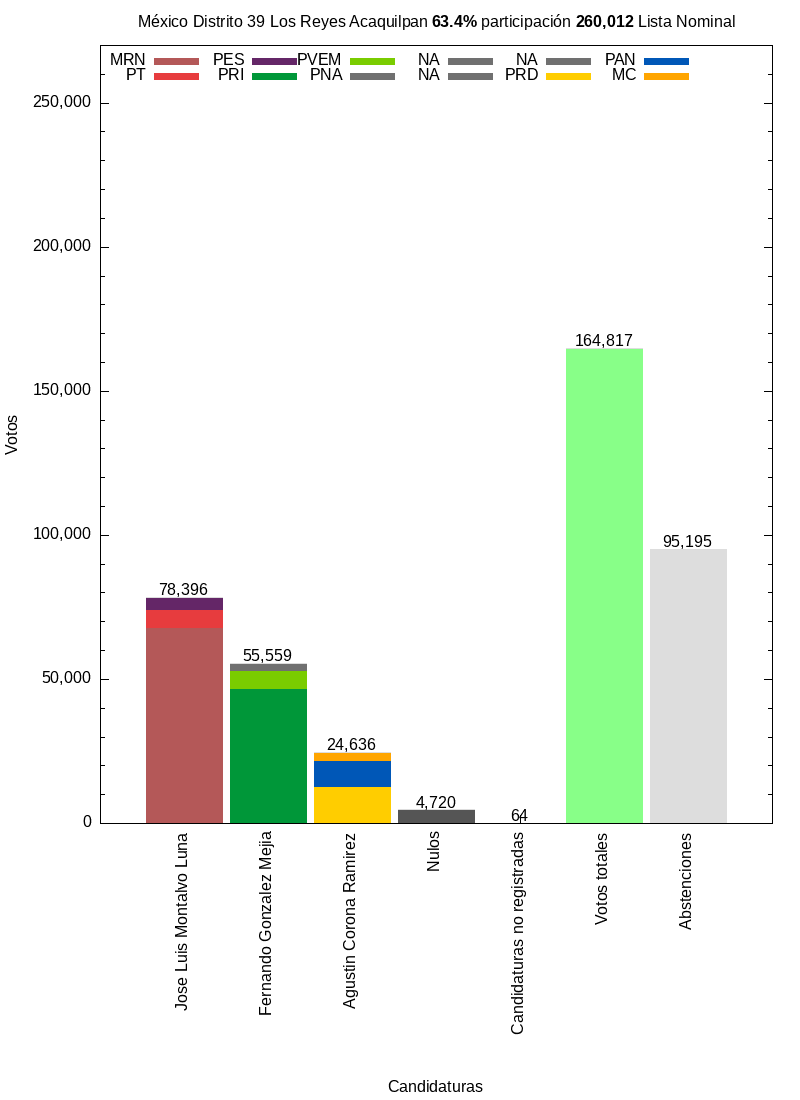 México Distrito 39 Los Reyes Acaquilpan 63.4% participación 260,012 Lista Nominal
MRN PES PVEM NA NA PAN
PT PRI PNA NA PRD MC
250,000
200,000
150,000
100,000
50,000
0
Votos
78,396
55,559
24,636
4,720
64
164,817
95,195
Jose Luis Montalvo Luna
Fernando Gonzalez Mejia
Agustin Corona Ramirez
Nulos
Candidaturas no registradas
Votos totales
Abstenciones
Candidaturas